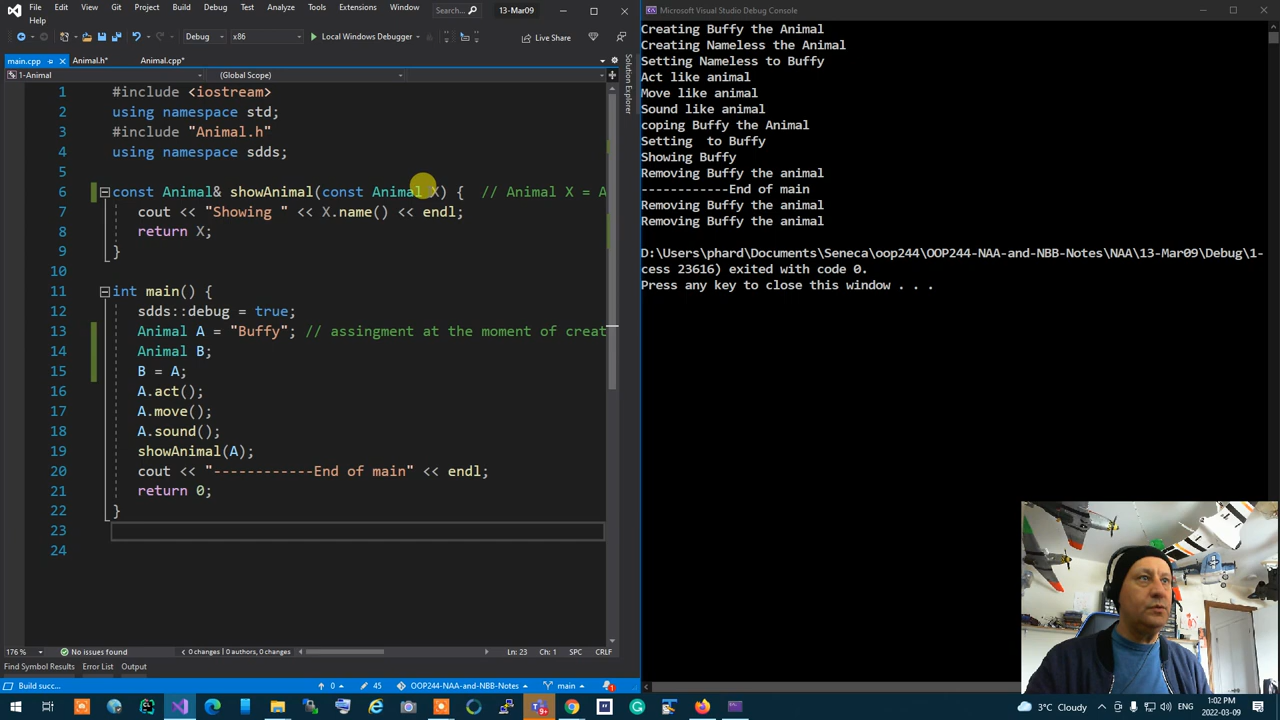 File Edit View Git Project Build Debug Test Analyze Tools Extensions Window Search... 13-Mar09
Help
Debug x86 Local Windows Debugger Live Share
main.cpp Animal.h* Animal.cpp*
1-Animal (Global Scope)
Solution Explorer
1 #include <iostream>
2 using namespace std;
3 #include "Animal.h"
4 using namespace sdds;
5
6 const Animal& showAnimal(const Animal X) { // Animal X = A
7 cout << "Showing " << X.name() << endl;
8 return X;
9 }
10
11 int main() {
12 sdds::debug = true;
13 Animal A = "Buffy"; // assingment at the moment of creat
14 Animal B;
15 B = A;
16 A.act();
17 A.move();
18 A.sound();
19 showAnimal(A);
20 cout << "------------End of main" << endl;
21 return 0;
22 }
23
24
176 % No issues found 0 changes | 0 authors, 0 changes Ln: 23 Ch: 1 SPC CRLF
Find Symbol Results Error List Output
Build succ... 0 45 OOP244-NAA-and-NBB-Notes main 1
Microsoft Visual Studio Debug Console
Creating Buffy the Animal
Creating Nameless the Animal
Setting Nameless to Buffy
Act like animal
Move like animal
Sound like animal
coping Buffy the Animal
Setting  to Buffy
Showing Buffy
Removing Buffy the animal
------------End of main
Removing Buffy the animal
Removing Buffy the animal
D:\Users\phard\Documents\Seneca\oop244\OOP244-NAA-and-NBB-Notes\NAA\13-Mar09\Debug\1-
cess 23616) exited with code 0.
Press any key to close this window . . .
3°C Cloudy ENG 1:02 PM 2022-03-09